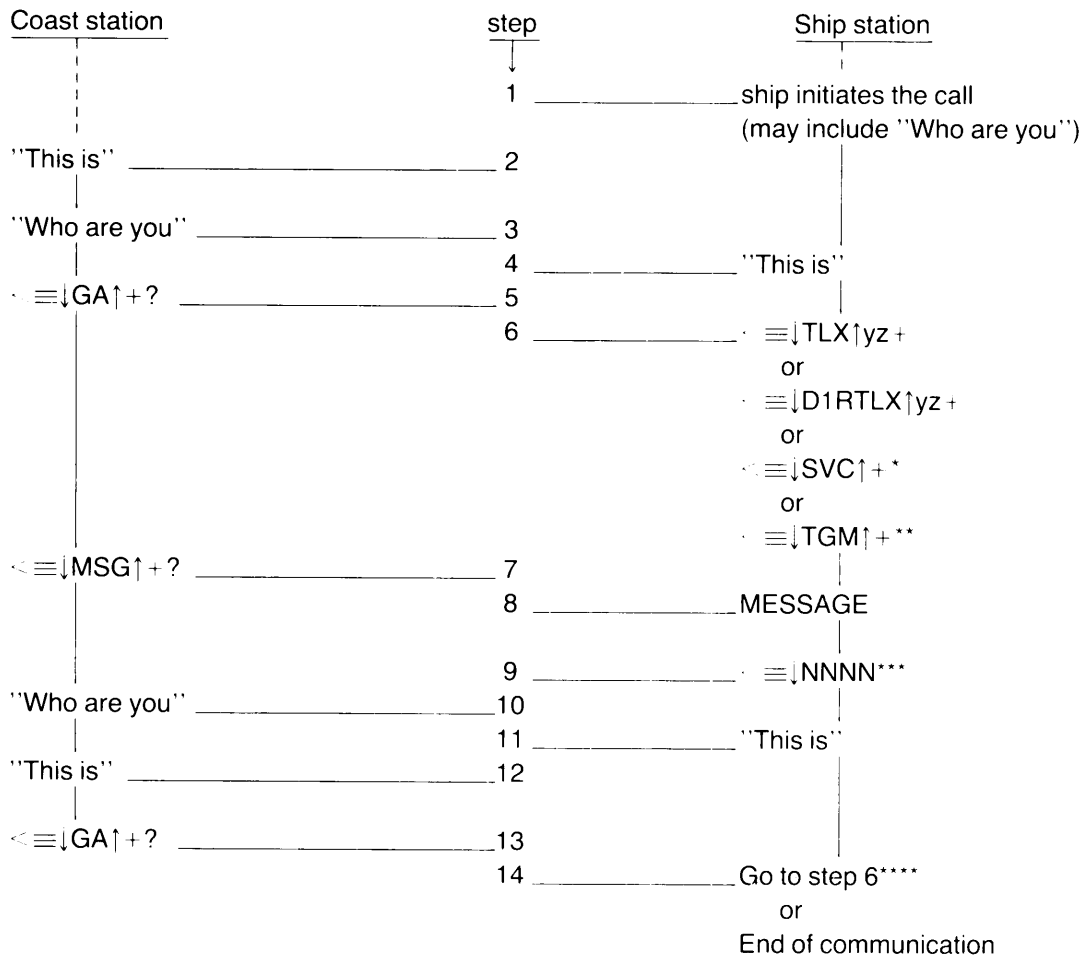 Coast station step Ship station
1 ship initiates the call
(may include "Who are you")
"This is" 2
"Who are you" 3
4 "This is"
< ≡↓GA↑+? 5
6 < ≡↓TLX↑yz+
or
< ≡↓D1RTLX↑yz+
or
< ≡↓SVC↑+ *
or
< ≡↓TGM↑+ **
< ≡↓MSG↑+? 7
8 MESSAGE
9 < ≡↓NNNN***
"Who are you" 10
11 "This is"
"This is" 12
< ≡↓GA↑+? 13
14 Go to step 6****
or
End of communication